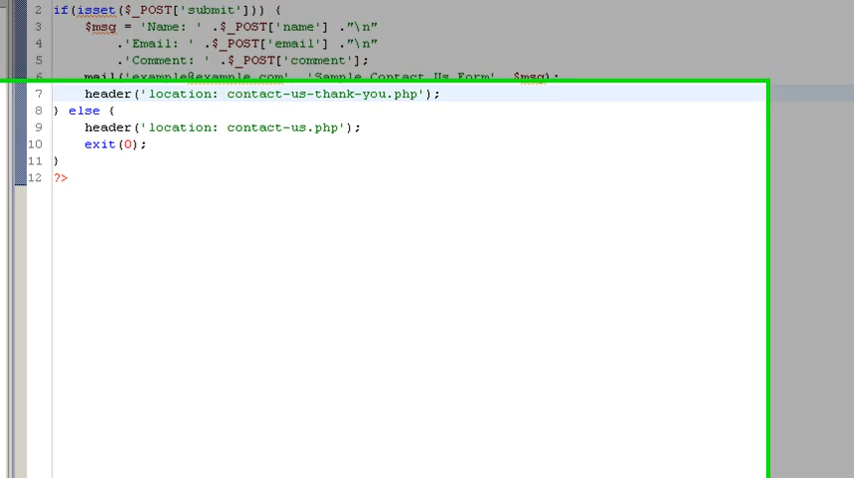 2 if(isset($_POST['submit'])) {
3 $msg = 'Name: ' .$_POST['name'] ."\n"
4 .'Email: ' .$_POST['email'] ."\n"
5 .'Comment: ' .$_POST['comment'];
6 mail('example@example.com', 'Sample Contact Us Form', $msg);
7 header('location: contact-us-thank-you.php');
8 } else {
9 header('location: contact-us.php');
10 exit(0);
11 }
12 ?>